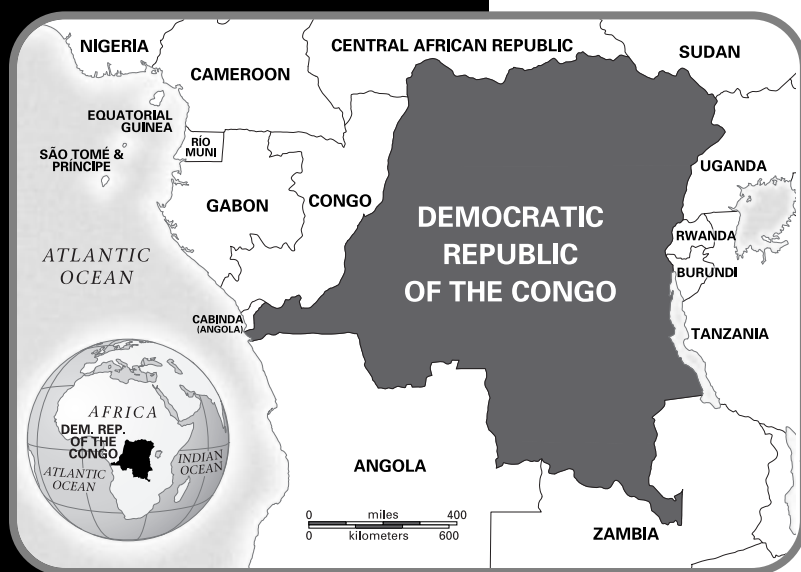 NIGERIA
CAMEROON
CENTRAL AFRICAN REPUBLIC
SUDAN
EQUATORIAL
GUINEA
SÃO TOMÉ &
PRÍNCIPE
RÍO
MUNI
GABON
CONGO
UGANDA
DEMOCRATIC
REPUBLIC
OF THE CONGO
RWANDA
BURUNDI
ATLANTIC
OCEAN
CABINDA
(ANGOLA)
TANZANIA
AFRICA
DEM. REP.
OF THE
CONGO
ATLANTIC
OCEAN
INDIAN
OCEAN
ANGOLA
0 miles 400
0 kilometers 600
ZAMBIA